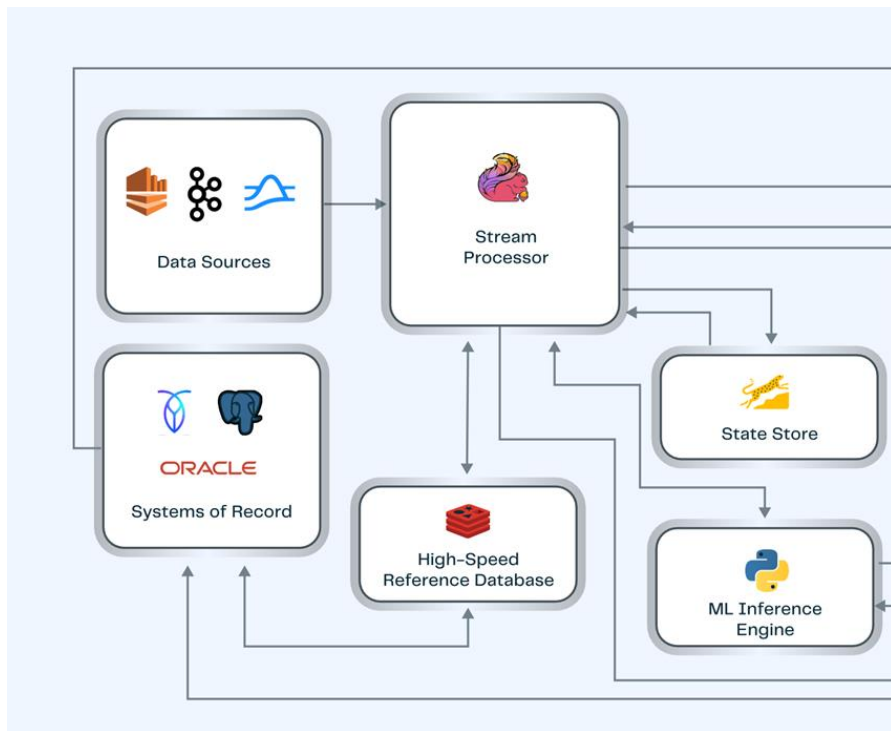 Data Sources
Stream
Processor
State Store
ORACLE
Systems of Record
High-Speed
Reference Database
ML Inference
Engine